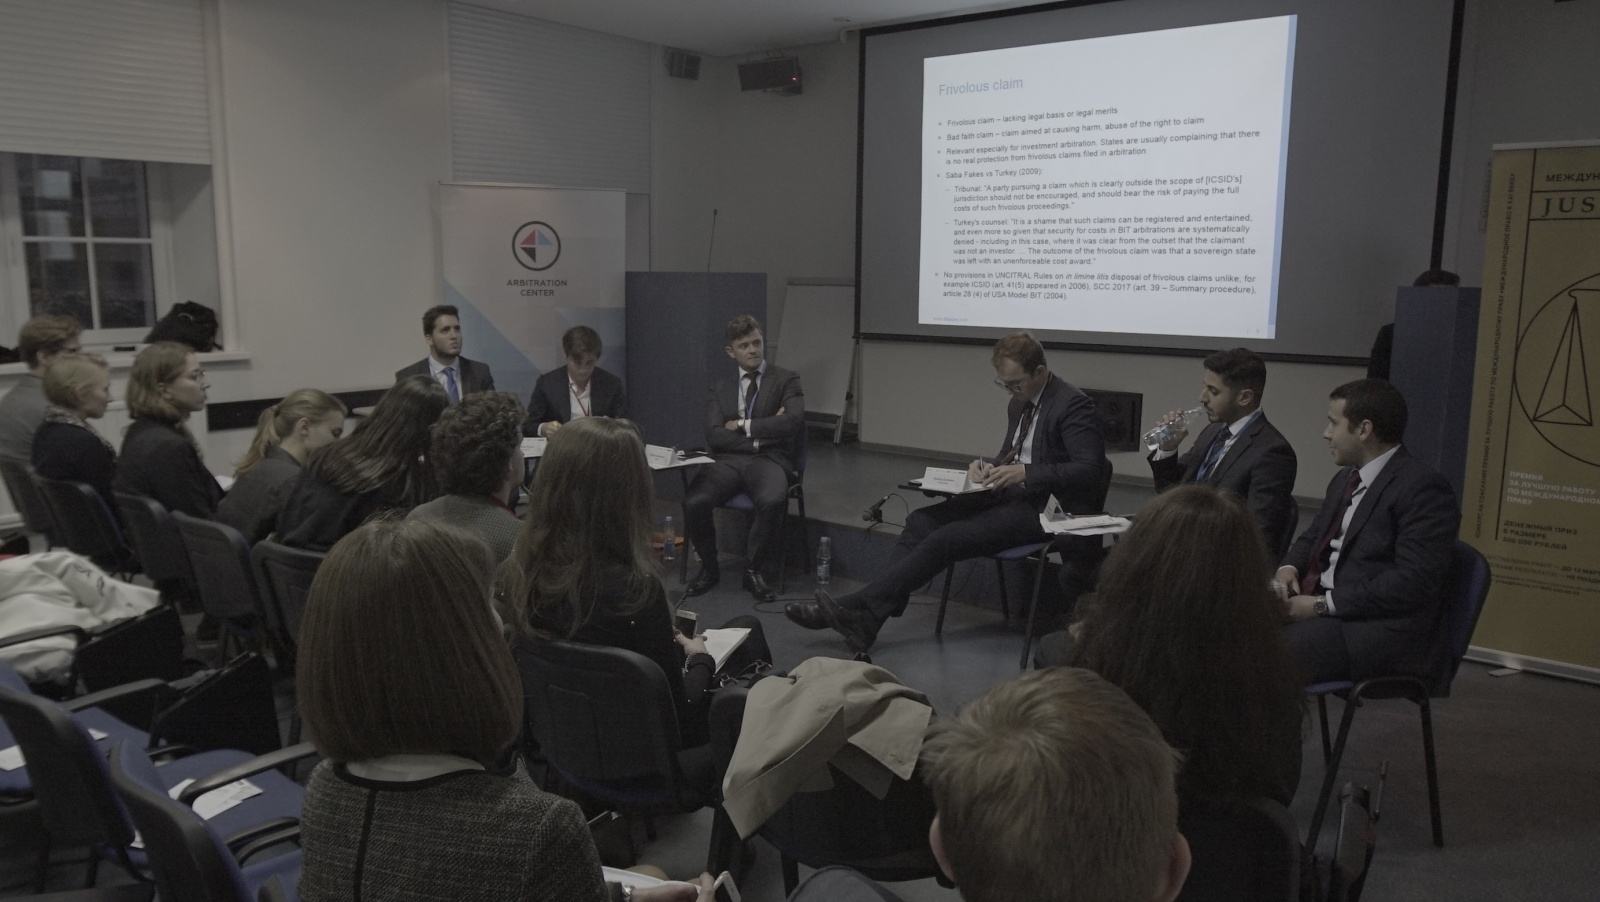 Frivolous claim
Frivolous claim – lacking legal basis or legal merits
Bad faith claim – claim aimed at causing harm, abuse of the right to claim
Relevant especially for investment arbitration. States are usually complaining that there
is no real protection from frivolous claims filed in arbitration
Saba Fakes vs Turkey (2009):
Tribunal: "A party pursuing a claim which is clearly outside the scope of [ICSID's]
jurisdiction should not be encouraged, and should bear the risk of paying the full
costs of such frivolous proceedings."
Turkey's counsel: "It is a shame that such claims can be registered and entertained,
and even more so given that security for costs in BIT arbitrations are systematically
denied - including in this case, where it was clear from the outset that the claimant
was not an investor. ... The outcome of the frivolous claim was that a sovereign state
was left with an unenforceable cost award."
No provisions in UNCITRAL Rules on in limine litis disposal of frivolous claims unlike, for
example ICSID (art. 41(5) appeared in 2006), SCC 2017 (art. 39 – Summary procedure),
article 28 (4) of USA Model BIT (2004).
ARBITRATION
CENTER
МЕЖДУН
JUS
ПРЕМИЯ
ЗА ЛУЧШУЮ РАБОТУ
ПО МЕЖДУНАРОДНО
ПРАВУ
ДЕНЕЖНЫЙ ПРИЗ
В РАЗМЕРЕ
РУБЛЕЙ